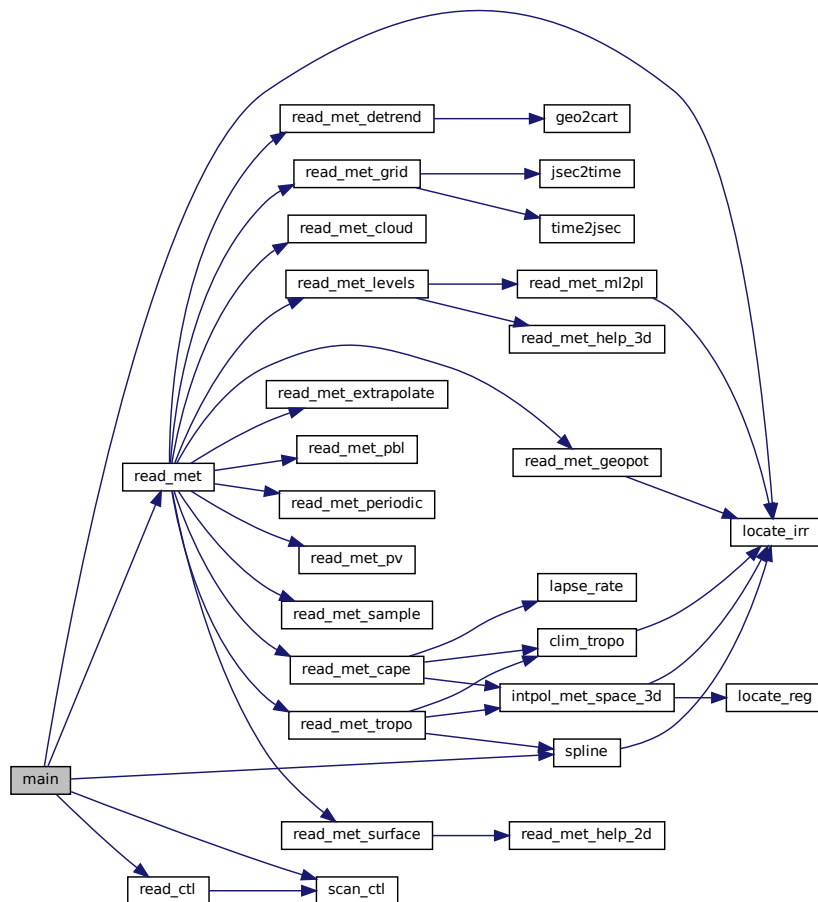 read_met_detrend
geo2cart
read_met_grid
jsec2time
time2jsec
read_met_cloud
read_met_levels
read_met_ml2pl
read_met_help_3d
read_met_extrapolate
read_met_pbl
read_met_geopot
read_met
read_met_periodic
locate_irr
read_met_pv
lapse_rate
read_met_sample
clim_tropo
read_met_cape
intpol_met_space_3d
locate_reg
read_met_tropo
spline
main
read_met_surface
read_met_help_2d
read_ctl
scan_ctl